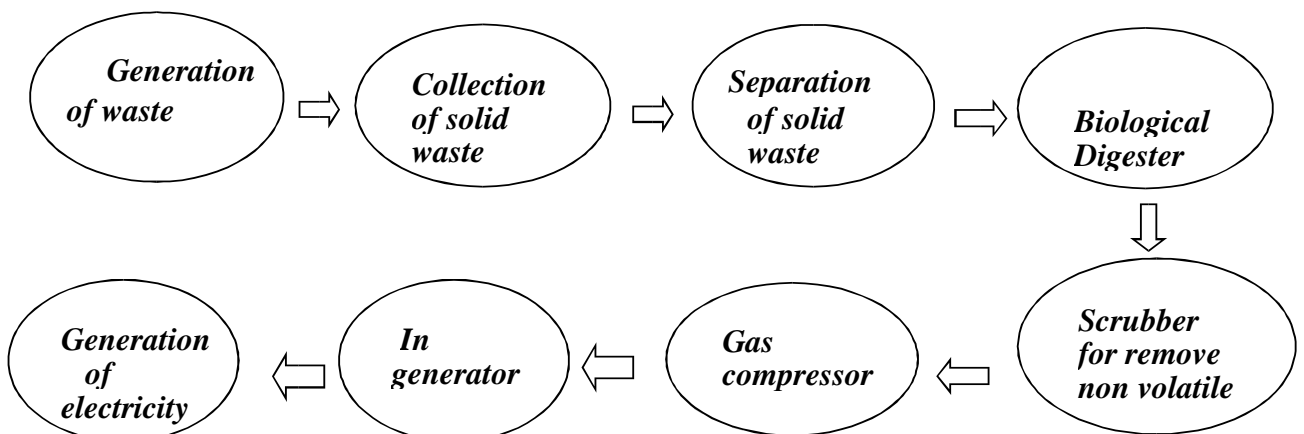 Generation
of waste
Collection
of solid
waste
Separation
of solid
waste
Biological
Digester
Scrubber
for remove
non volatile
Gas
compressor
In
generator
Generation
of
electricity